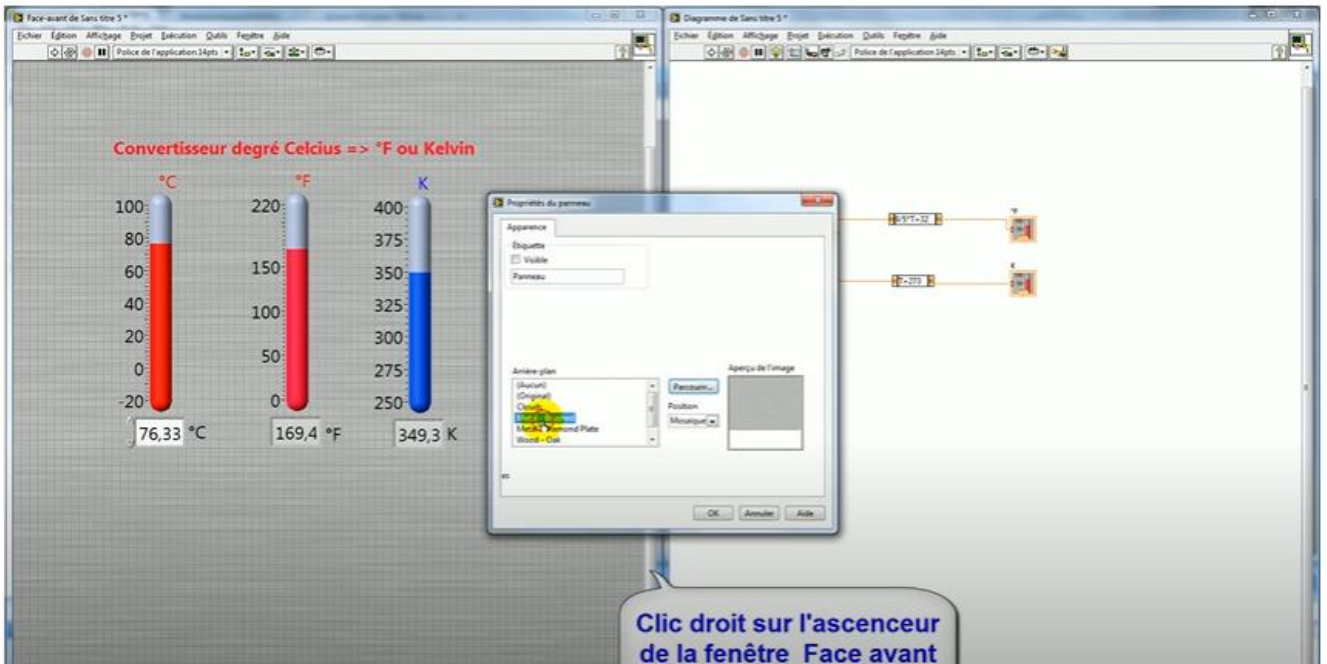 Face-avant de Sans titre 5 *
Fichier Édition Affichage Projet Exécution Outils Fenêtre Aide
Police de l'application 14pts
Convertisseur degré Celcius => °F ou Kelvin
°C
100
80
60
40
20
0
-20
76,33 °C
°F
220
150
100
50
0
169,4 °F
K
400
375
350
325
300
275
250
349,3 K
Propriétés du panneau
Apparence
Étiquette
Visible
Panneau
Arrière-plan
(Aucun)
(Original)
Clouds
Diamond Plate
Wood - Oak
Parcourir...
Position
Mosaïque
Aperçu de l'image
es
OK Annuler Aide
Diagramme de Sans titre 5 *
Fichier Édition Affichage Projet Exécution Outils Fenêtre Aide
Police de l'application 14pts
°F
K
Clic droit sur l'ascenceur
de la fenêtre Face avant